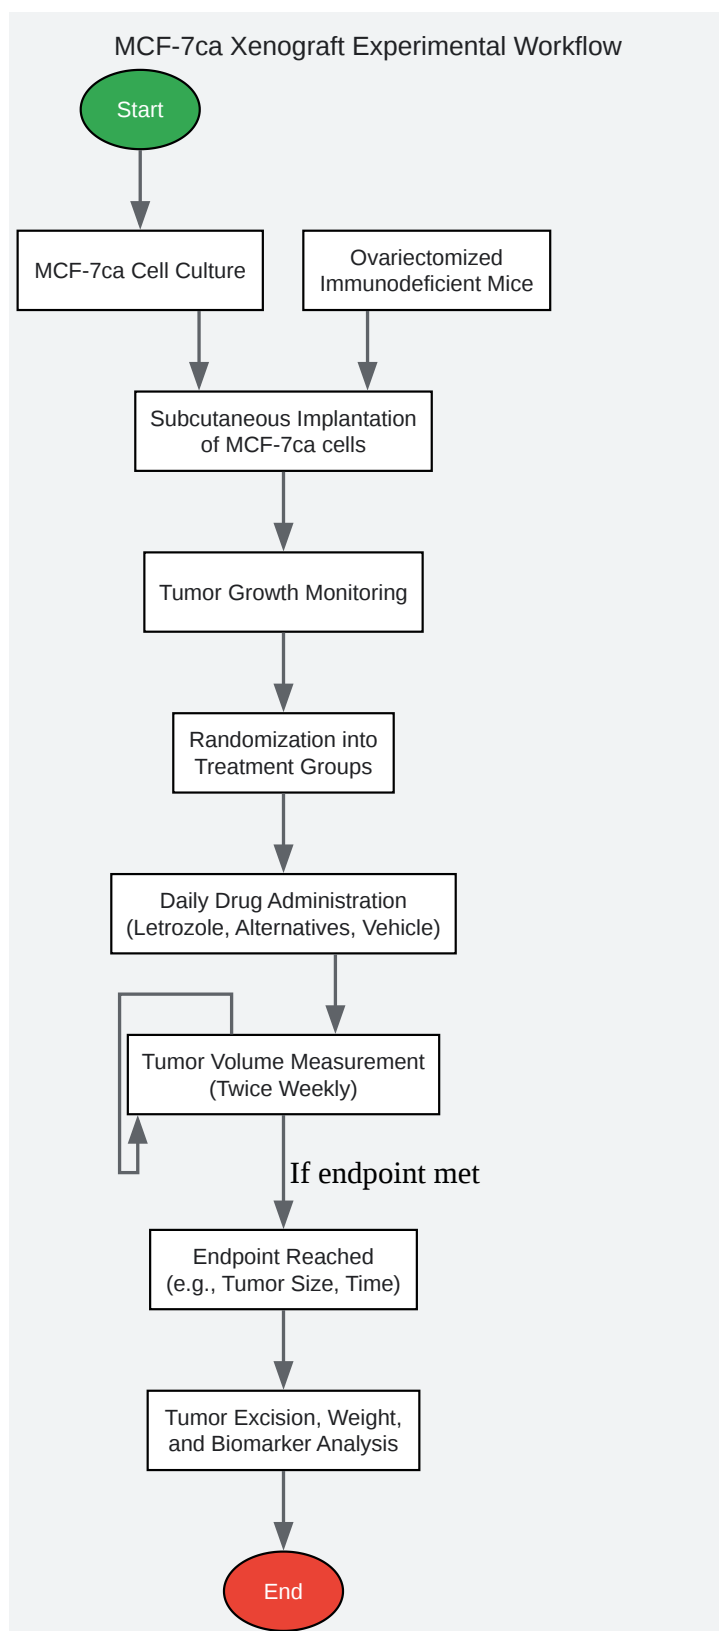 MCF-7ca Xenograft Experimental Workflow
Start
MCF-7ca Cell Culture
Ovariectomized
Immunodeficient Mice
Subcutaneous Implantation
of MCF-7ca cells
Tumor Growth Monitoring
Randomization into
Treatment Groups
Daily Drug Administration
(Letrozole, Alternatives, Vehicle)
Tumor Volume Measurement
(Twice Weekly)
If endpoint met
Endpoint Reached
(e.g., Tumor Size, Time)
Tumor Excision, Weight,
and Biomarker Analysis
End